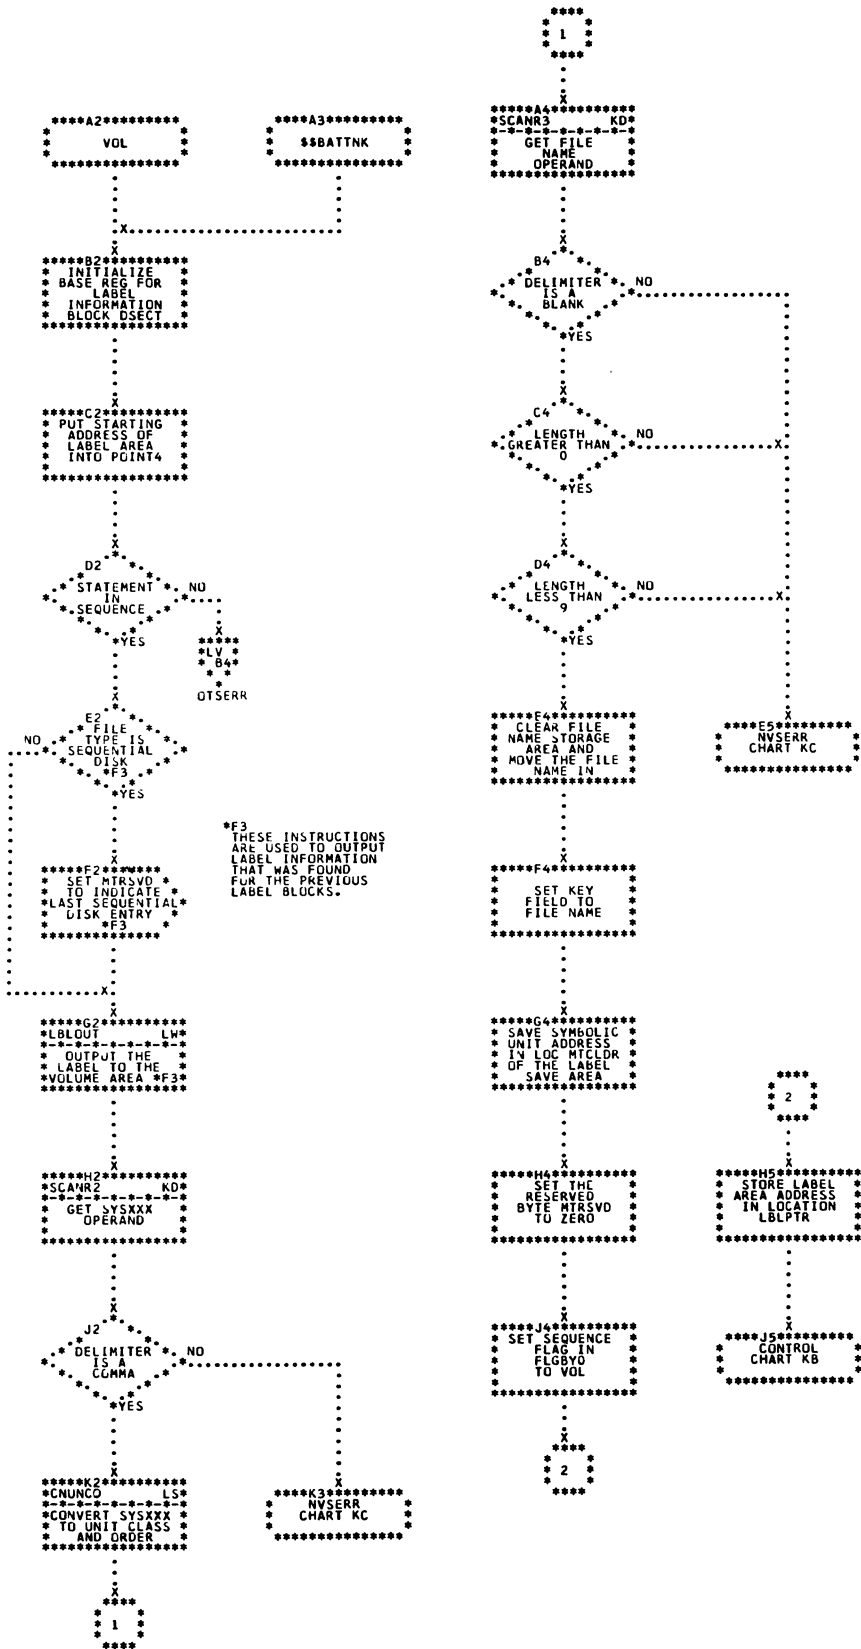 A2
VOL
A3
$$BATTNK
B2
INITIALIZE
BASE REG FOR
LABEL
INFORMATION
BLOCK DSECT
C2
PUT STARTING
ADDRESS OF
LABEL AREA
INTO POINT4
D2
STATEMENT
IN
SEQUENCE
NO
YES
LV
B4
OTSERR
E2
FILE
TYPE IS
SEQUENTIAL
DISK
*F3
NO
YES
*F3
THESE INSTRUCTIONS
ARE USED TO OUTPUT
LABEL INFORMATION
THAT WAS FOUND
FOR THE PREVIOUS
LABEL BLOCKS.
F2
SET MTRSVD
TO INDICATE
LAST SEQUENTIAL
DISK ENTRY
*F3
G2
LBLOUT LW
OUTPUT THE
LABEL TO THE
VOLUME AREA *F3
H2
SCANR2 KD
GET SYSXXX
OPERAND
J2
DELIMITER
IS A
COMMA
NO
YES
K2
CNUNCO LS
CONVERT SYSXXX
TO UNIT CLASS
AND ORDER
K3
NVSERR
CHART KC
1
1
A4
SCANR3 KD
GET FILE
NAME
OPERAND
B4
DELIMITER
IS A
BLANK
NO
YES
C4
LENGTH
GREATER THAN
0
NO
YES
D4
LENGTH
LESS THAN
9
NO
YES
E4
CLEAR FILE
NAME STORAGE
AREA AND
MOVE THE FILE
NAME IN
E5
NVSERR
CHART KC
F4
SET KEY
FIELD TO
FILE NAME
G4
SAVE SYMBOLIC
UNIT ADDRESS
IN LOC MTCLDR
OF THE LABEL
SAVE AREA
H4
SET THE
RESERVED
BYTE MTRSVD
TO ZERO
J4
SET SEQUENCE
FLAG IN
FLGBY0
TO VOL
2
2
H5
STORE LABEL
AREA ADDRESS
IN LOCATION
LBLPTR
J5
CONTROL
CHART KB